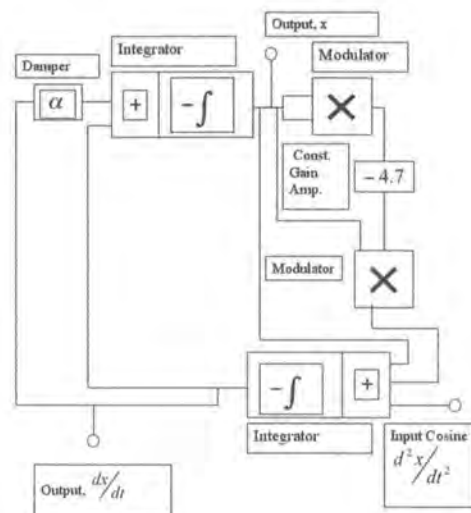 Output, x
Integrator
Modulator
Damper
α
+
-∫
×
Const.
Gain
Amp.
- 4.7
Modulator
×
-∫
+
Integrator
Input Cosine
d²x/dt²
Output, dx/dt